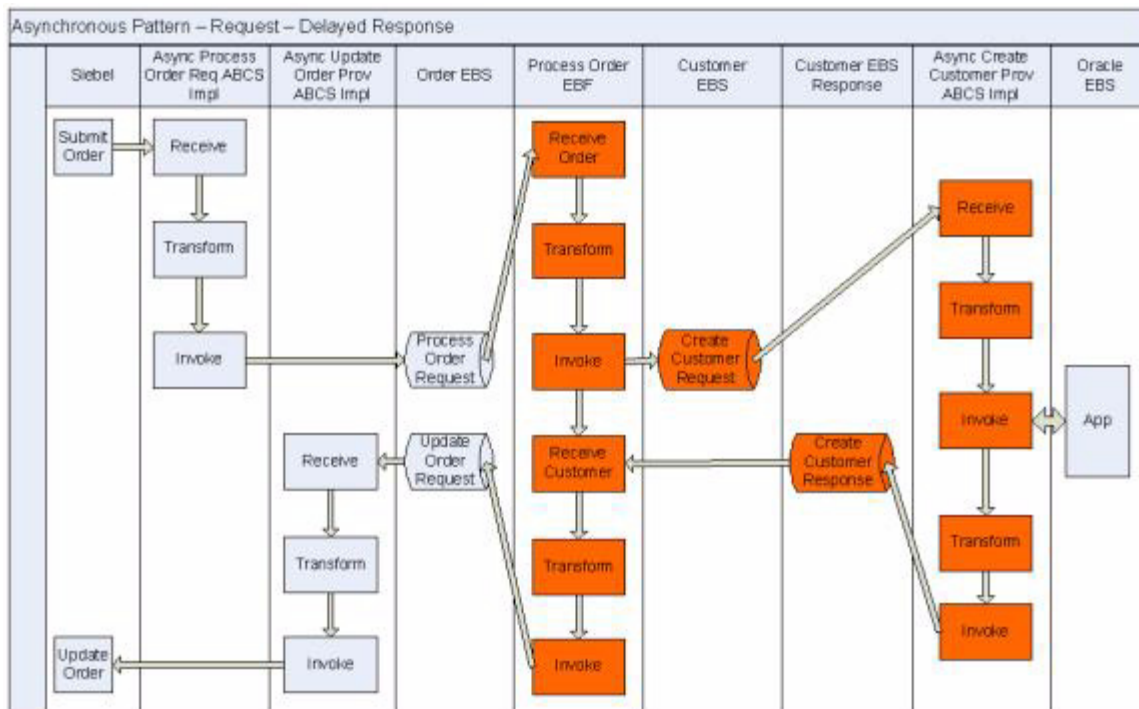 Asynchronous Pattern – Request – Delayed Response
Siebel
Async Process
Order Req ABCS
Impl
Async Update
Order Prov
ABCS Impl
Order EBS
Process Order
EBF
Customer
EBS
Customer EBS
Response
Async Create
Customer Prov
ABCS Impl
Oracle
EBS
Submit
Order
Receive
Receive
Order
Receive
Transform
Transform
Transform
Invoke
Process
Order
Request
Invoke
Create
Customer
Request
Invoke
App
Receive
Update
Order
Request
Receive
Customer
Create
Customer
Response
Transform
Transform
Transform
Invoke
Update
Order
Invoke
Invoke